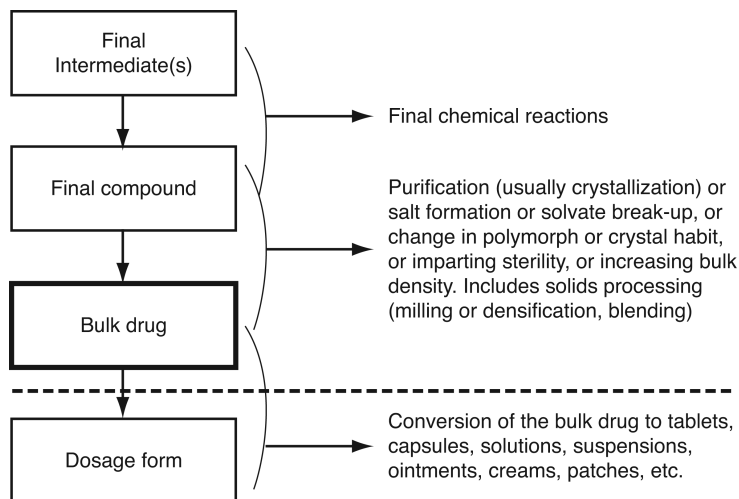 Final
Intermediate(s)
Final chemical reactions
Final compound
Purification (usually crystallization) or
salt formation or solvate break-up, or
change in polymorph or crystal habit,
or imparting sterility, or increasing bulk
density. Includes solids processing
(milling or densification, blending)
Bulk drug
Conversion of the bulk drug to tablets,
capsules, solutions, suspensions,
ointments, creams, patches, etc.
Dosage form